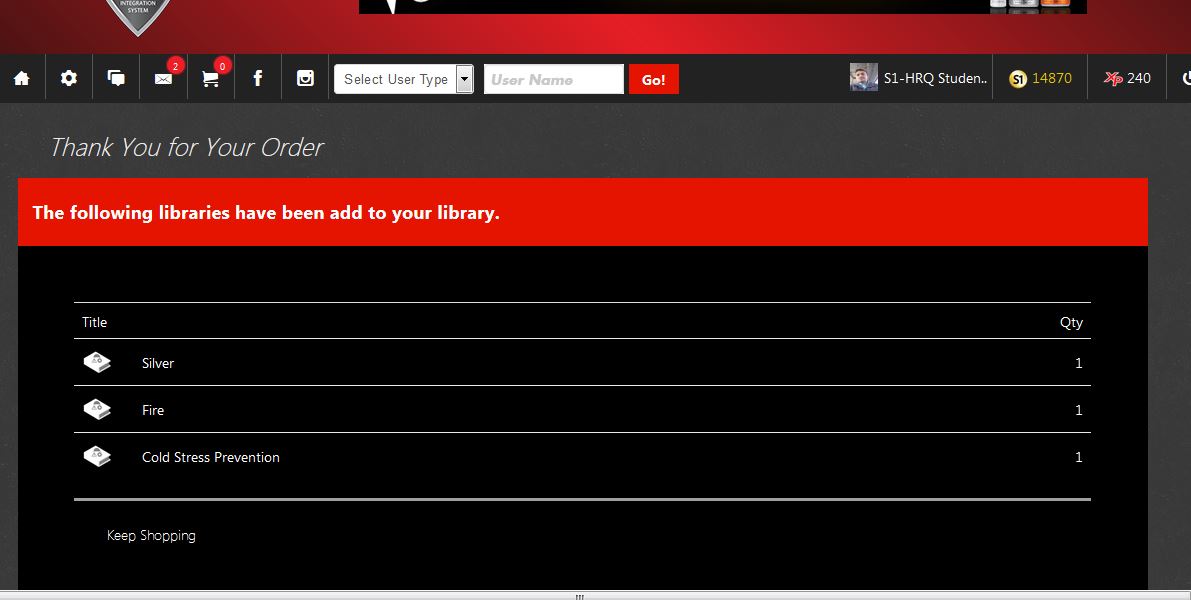 INTEGRATION
SYSTEM
2
0
Select User Type
User Name
Go!
S1-HRQ Studen..
S1 14870
Xp 240
Thank You for Your Order
The following libraries have been add to your library.
Title Qty
Silver 1
Fire 1
Cold Stress Prevention 1
Keep Shopping